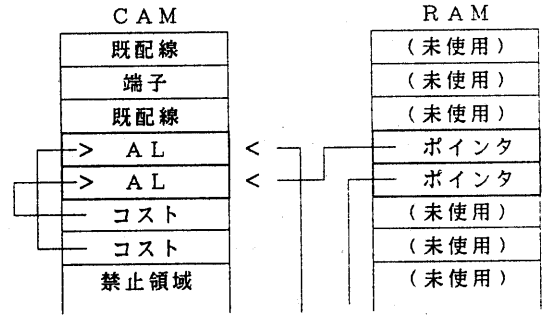 CAM
既配線
端子
既配線
> AL <
> AL <
コスト
コスト
禁止領域
RAM
(未使用)
(未使用)
(未使用)
ポインタ
ポインタ
(未使用)
(未使用)
(未使用)